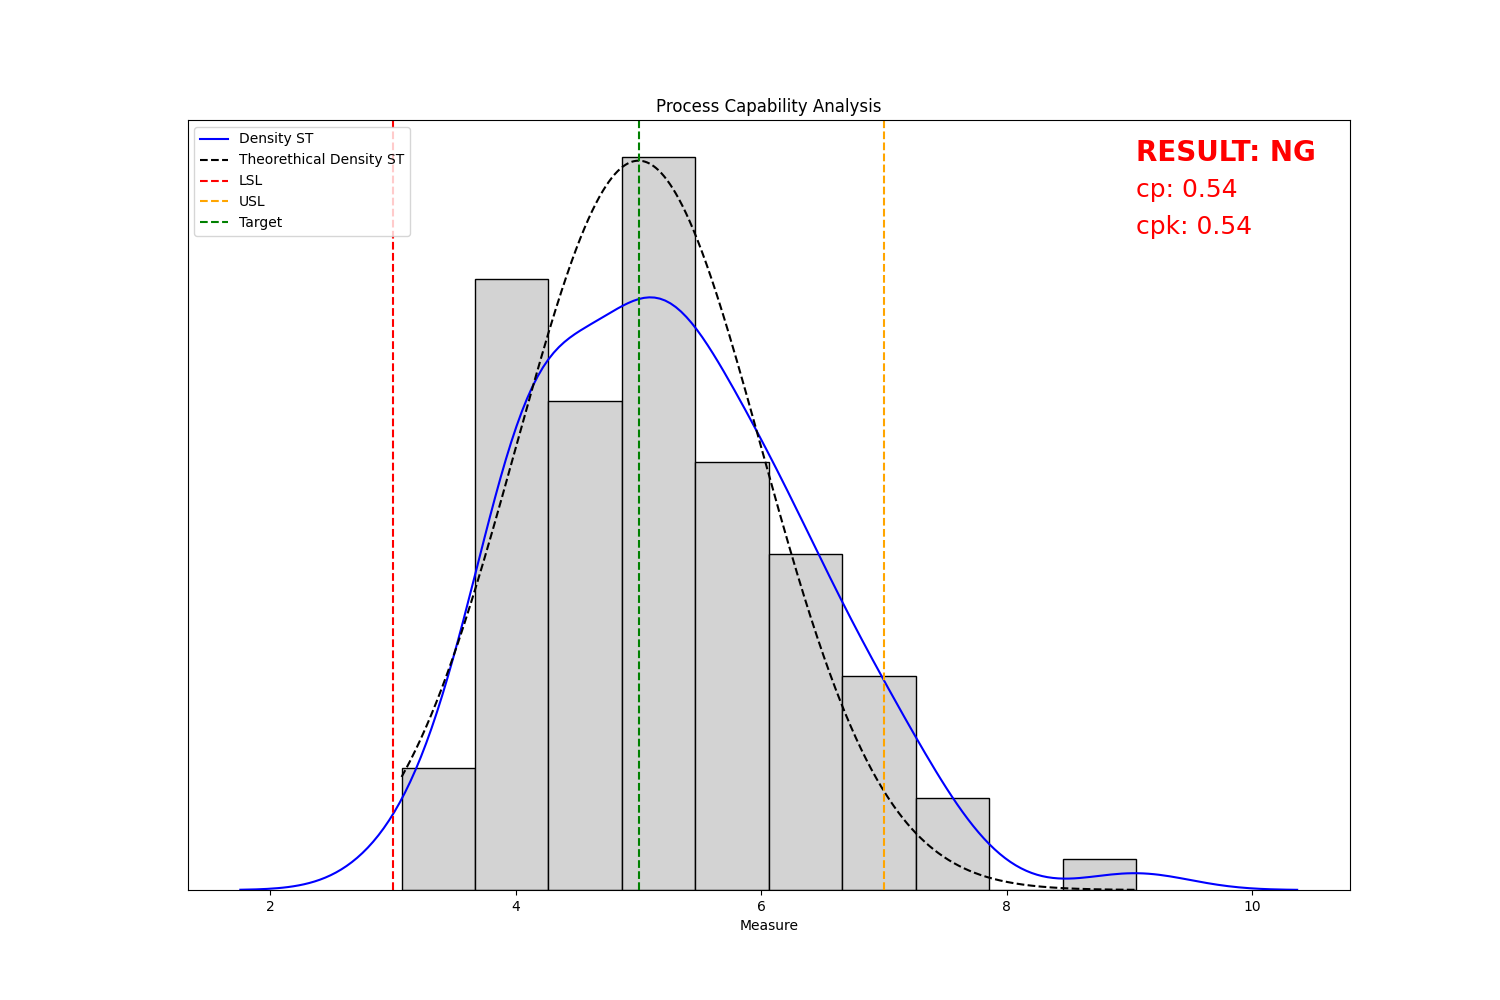 Process Capability Analysis
Density ST
Theorethical Density ST
LSL
USL
Target
RESULT: NG
cp: 0.54
cpk: 0.54
2 4 6 8 10
Measure